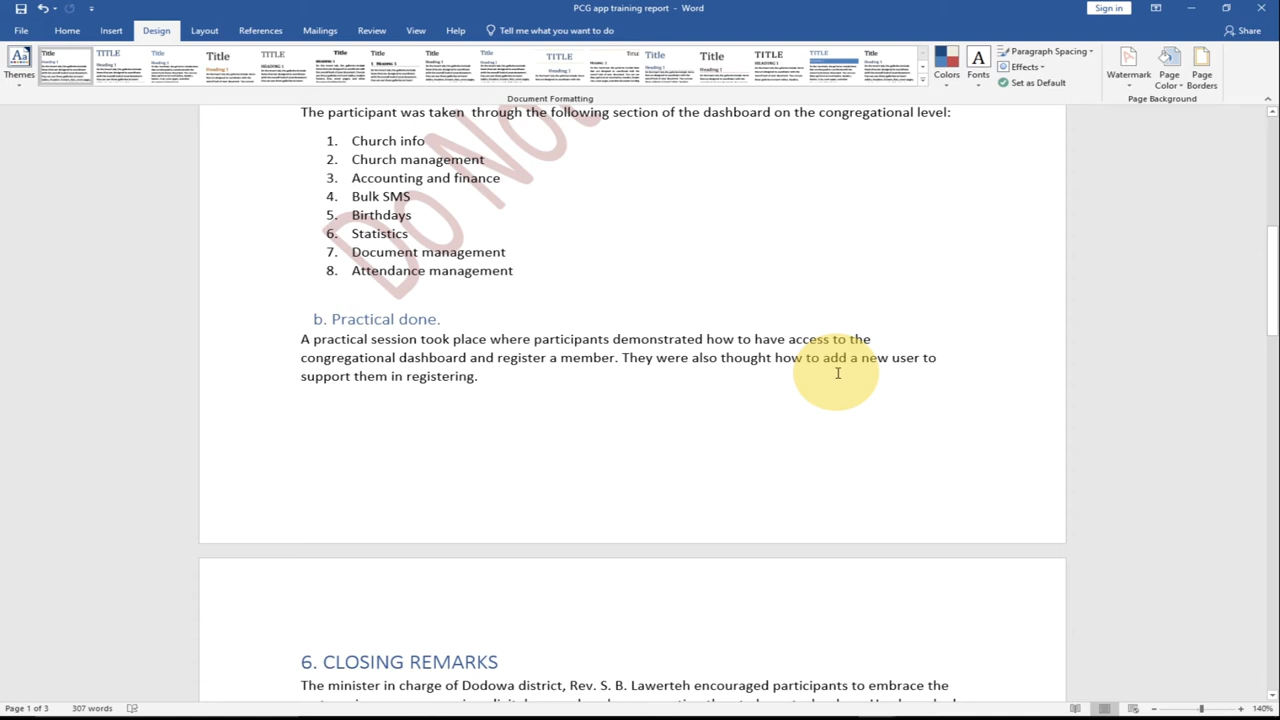 PCG app training report - Word
Sign in
File Home Insert Design Layout References Mailings Review View Help Tell me what you want to do
Share
Themes
Colors
Fonts
Paragraph Spacing
Effects
Set as Default
Watermark
Page Color
Page Borders
Document Formatting
Page Background
The participant was taken through the following section of the dashboard on the congregational level:
1. Church info
2. Church management
3. Accounting and finance
4. Bulk SMS
5. Birthdays
6. Statistics
7. Document management
8. Attendance management
Do No
b. Practical done.
A practical session took place where participants demonstrated how to have access to the
congregational dashboard and register a member. They were also thought how to add a new user to
support them in registering.
6. CLOSING REMARKS
The minister in charge of Dodowa district, Rev. S. B. Lawerteh encouraged participants to embrace the
Page 1 of 3 307 words
140%